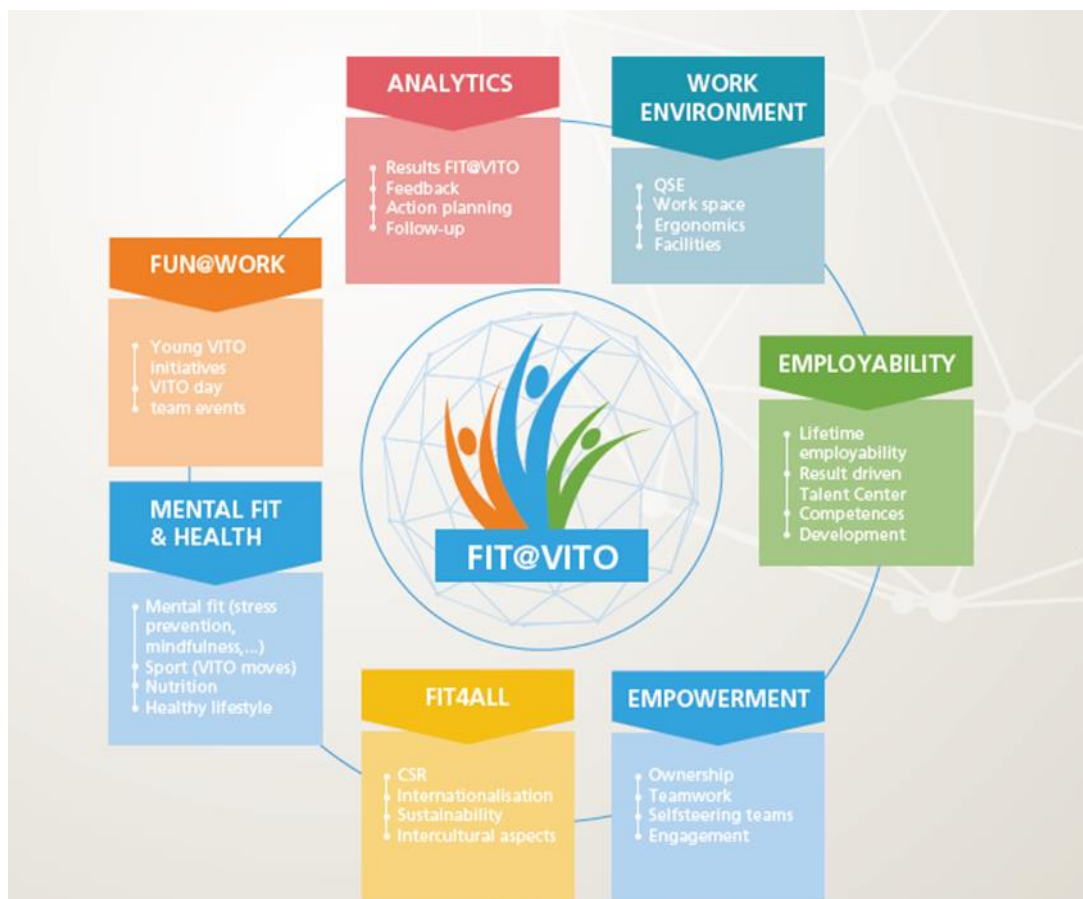 ANALYTICS
Results FIT@VITO
Feedback
Action planning
Follow-up
WORK
ENVIRONMENT
QSE
Work space
Ergonomics
Facilities
FUN@WORK
Young VITO
initiatives
VITO day
team events
EMPLOYABILITY
Lifetime
employability
Result driven
Talent Center
Competences
Development
FIT@VITO
MENTAL FIT
& HEALTH
Mental fit (stress
prevention,
mindfulness,...)
Sport (VITO moves)
Nutrition
Healthy lifestyle
FIT4ALL
CSR
Internationalisation
Sustainability
Intercultural aspects
EMPOWERMENT
Ownership
Teamwork
Selfsteering teams
Engagement